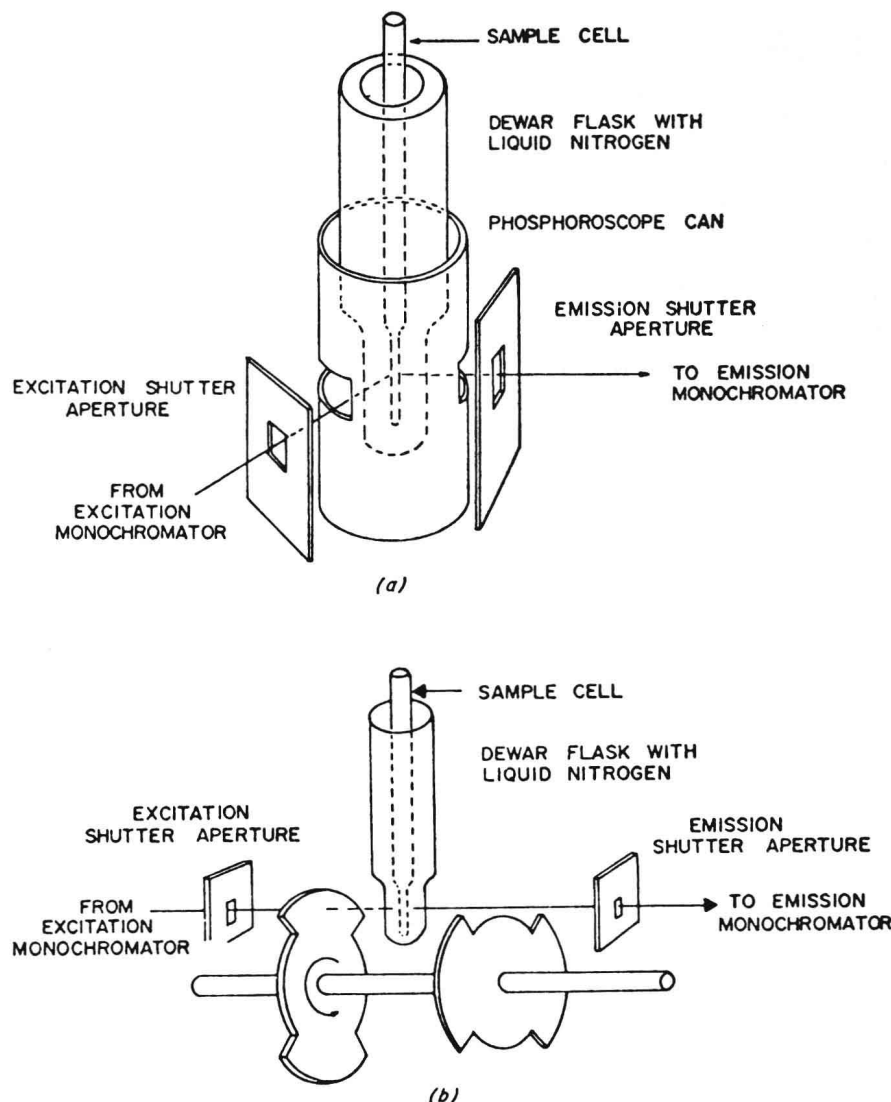 SAMPLE CELL
DEWAR FLASK WITH
LIQUID NITROGEN
PHOSPHOROSCOPE CAN
EMISSION SHUTTER
APERTURE
TO EMISSION
MONOCHROMATOR
EXCITATION SHUTTER
APERTURE
FROM
EXCITATION
MONOCHROMATOR
(a)
SAMPLE CELL
DEWAR FLASK WITH
LIQUID NITROGEN
EXCITATION
SHUTTER APERTURE
EMISSION
SHUTTER APERTURE
FROM
EXCITATION
MONOCHROMATOR
TO EMISSION
MONOCHROMATOR
(b)